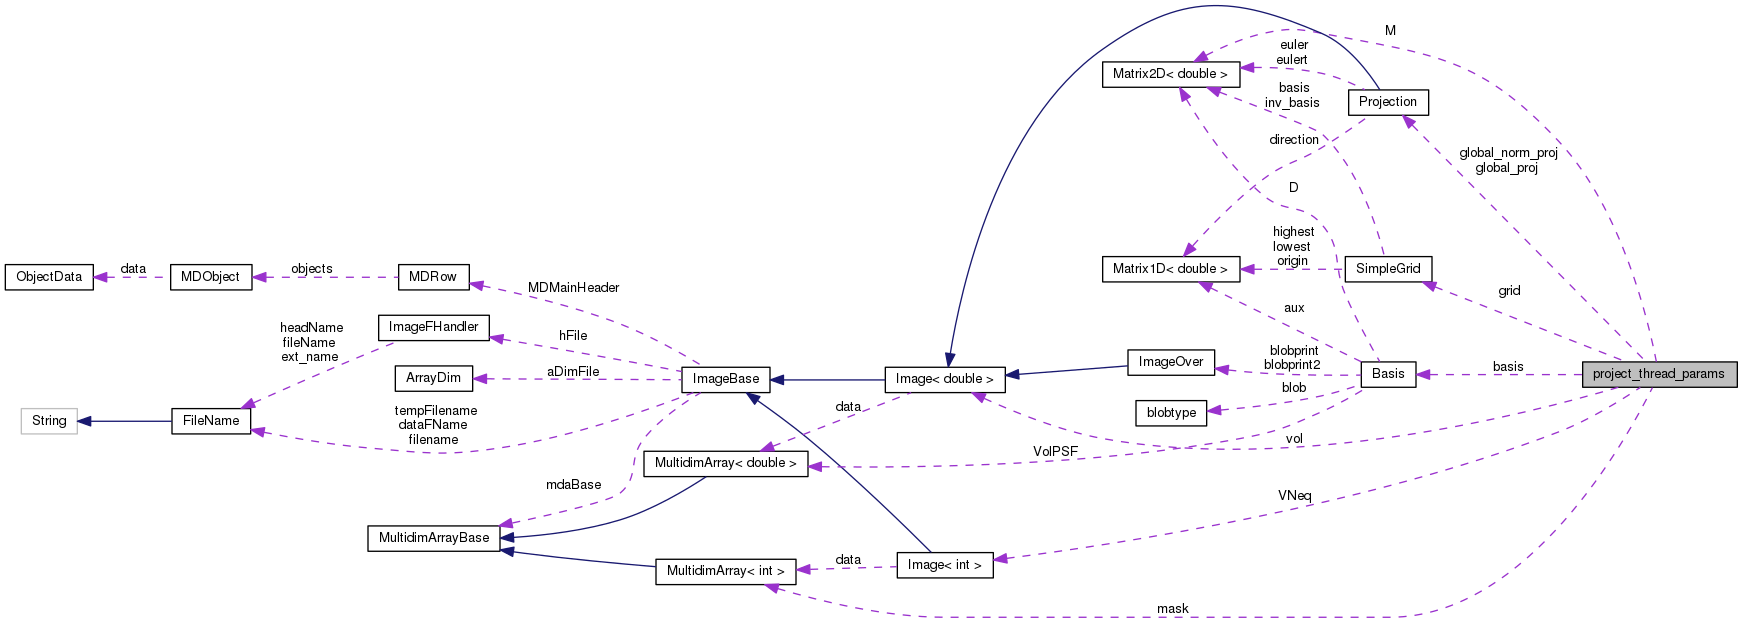 M
euler
eulert
Matrix2D< double >
basis
inv_basis
Projection
direction
global_norm_proj
global_proj
D
highest
lowest
origin
Matrix1D< double >
SimpleGrid
grid
ObjectData
data
MDObject
objects
MDRow
MDMainHeader
aux
headName
fileName
ext_name
ImageFHandler
hFile
ImageOver
blobprint
blobprint2
ArrayDim
aDimFile
ImageBase
Image< double >
Basis
basis
project_thread_params
blob
blobtype
String
FileName
tempFilename
dataFName
filename
data
vol
MultidimArray< double >
VolPSF
mdaBase
VNeq
MultidimArrayBase
MultidimArray< int >
data
Image< int >
mask